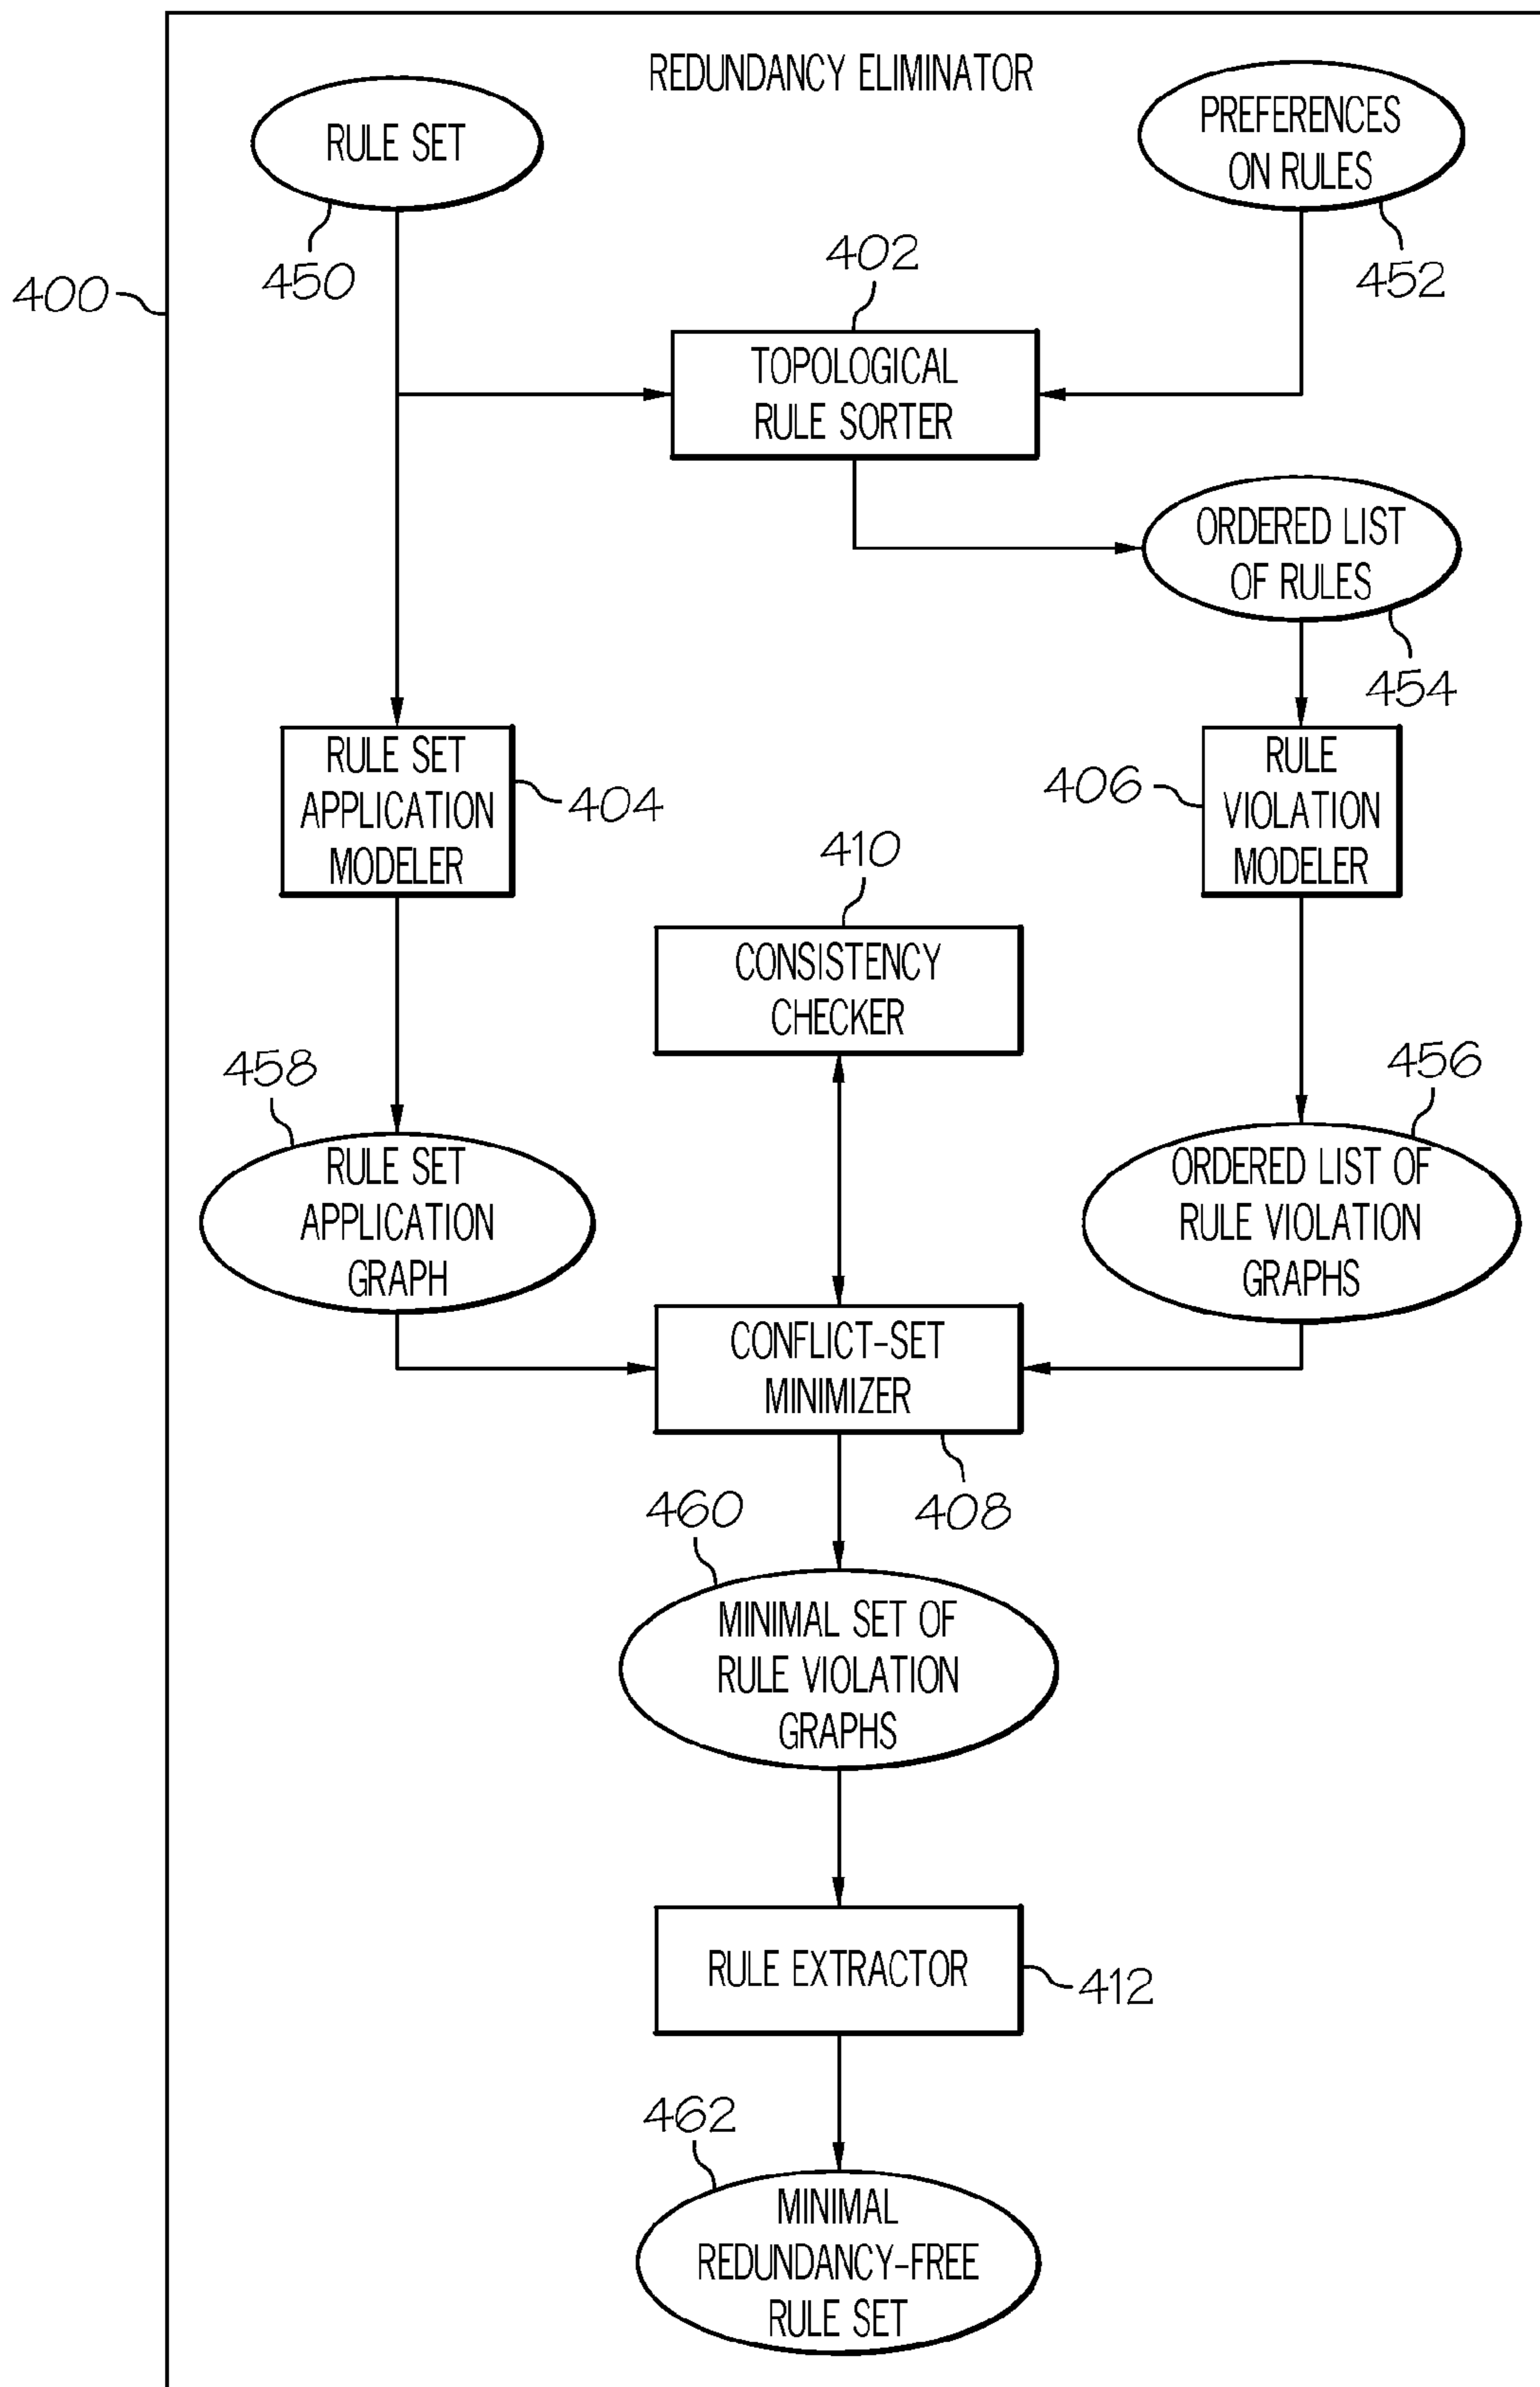 REDUNDANCY ELIMINATOR
RULE SET
PREFERENCES
ON RULES
450
452
400
402
TOPOLOGICAL
RULE SORTER
ORDERED LIST
OF RULES
454
RULE SET
APPLICATION
MODELER
404
RULE
VIOLATION
MODELER
406
410
CONSISTENCY
CHECKER
458
RULE SET
APPLICATION
GRAPH
456
ORDERED LIST OF
RULE VIOLATION
GRAPHS
CONFLICT-SET
MINIMIZER
408
460
MINIMAL SET OF
RULE VIOLATION
GRAPHS
RULE EXTRACTOR
412
462
MINIMAL
REDUNDANCY-FREE
RULE SET